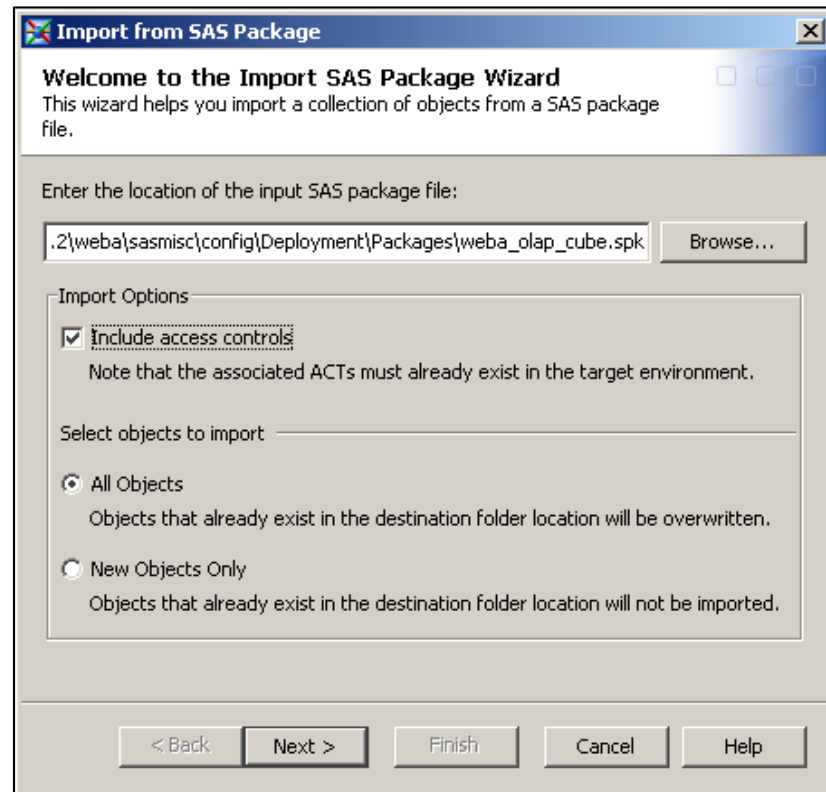 Import from SAS Package
Welcome to the Import SAS Package Wizard
This wizard helps you import a collection of objects from a SAS package
file.
Enter the location of the input SAS package file:
.2\weba\sasmisc\config\Deployment\Packages\weba_olap_cube.spk
Browse...
Import Options
Include access controls
Note that the associated ACTs must already exist in the target environment.
Select objects to import
All Objects
Objects that already exist in the destination folder location will be overwritten.
New Objects Only
Objects that already exist in the destination folder location will not be imported.
< Back
Next >
Finish
Cancel
Help